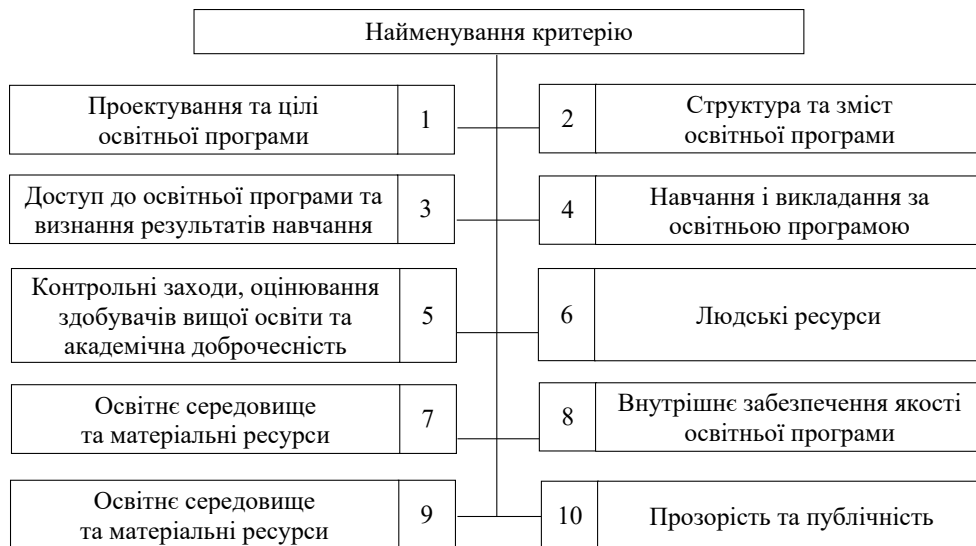 Найменування критерію
Проектування та цілі
освітньої програми
1
2
Структура та зміст
освітньої програми
Доступ до освітньої програми та
визнання результатів навчання
3
4
Навчання і викладання за
освітньою програмою
Контрольні заходи, оцінювання
здобувачів вищої освіти та
академічна доброчесність
5
6
Людські ресурси
Освітнє середовище
та матеріальні ресурси
7
8
Внутрішнє забезпечення якості
освітньої програми
Освітнє середовище
та матеріальні ресурси
9
10
Прозорість та публічність